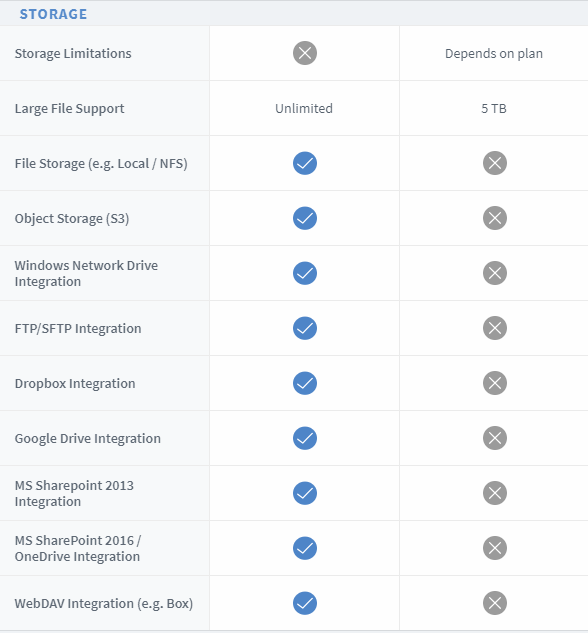 STORAGE
Storage Limitations
Depends on plan
Large File Support
Unlimited
5 TB
File Storage (e.g. Local / NFS)
Object Storage (S3)
Windows Network Drive
Integration
FTP/SFTP Integration
Dropbox Integration
Google Drive Integration
MS Sharepoint 2013
Integration
MS SharePoint 2016 /
OneDrive Integration
WebDAV Integration (e.g. Box)